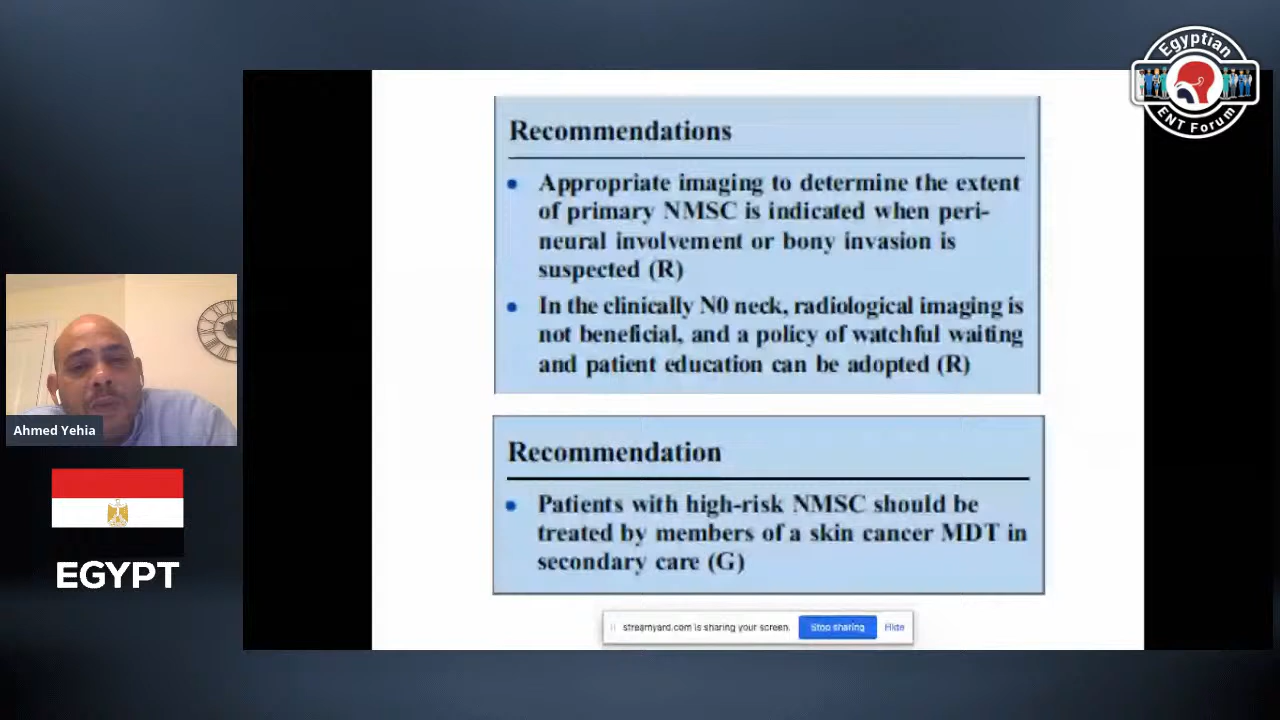 Egyptian
ENT Forum
Recommendations
• Appropriate imaging to determine the extent
of primary NMSC is indicated when peri-
neural involvement or bony invasion is
suspected (R)
• In the clinically N0 neck, radiological imaging is
not beneficial, and a policy of watchful waiting
and patient education can be adopted (R)
Ahmed Yehia
EGYPT
Recommendation
• Patients with high-risk NMSC should be
treated by members of a skin cancer MDT in
secondary care (G)
streamyard.com is sharing your screen. Stop sharing Hide